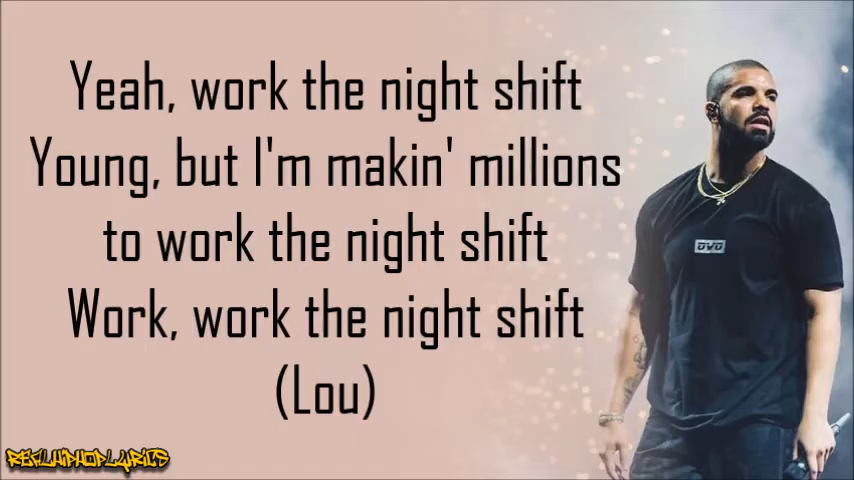 Yeah, work the night shift
Young, but I'm makin' millions
to work the night shift
Work, work the night shift
(Lou)
OVO
REFLHIPHOPLYRICS